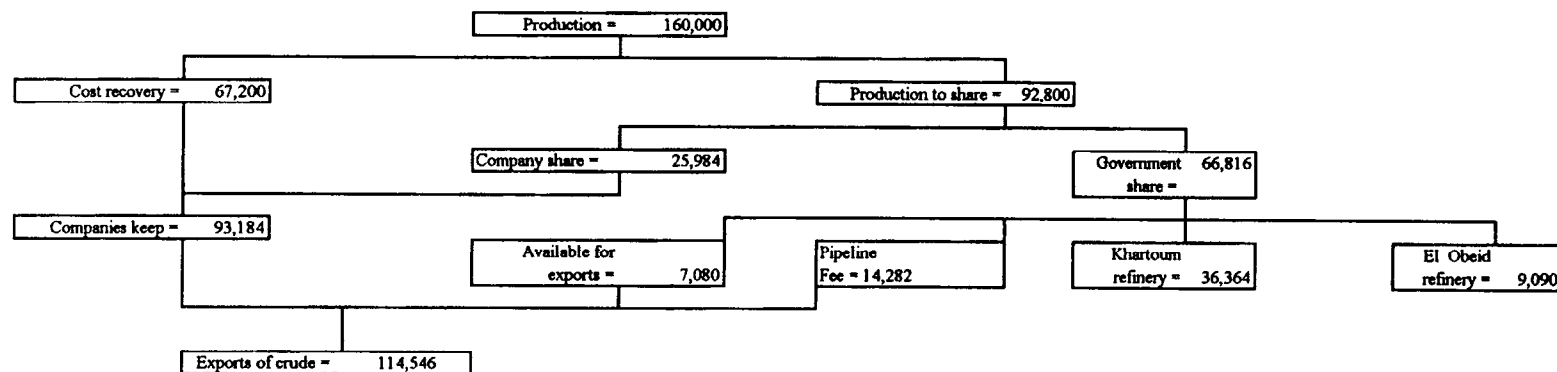 Production = 160,000
Cost recovery = 67,200
Production to share = 92,800
Company share = 25,984
Government 66,816
share =
Companies keep = 93,184
Available for
exports = 7,080
Pipeline
Fee = 14,282
Khartoum
refinery = 36,364
El Obeid
refinery = 9,090
Exports of crude = 114,546